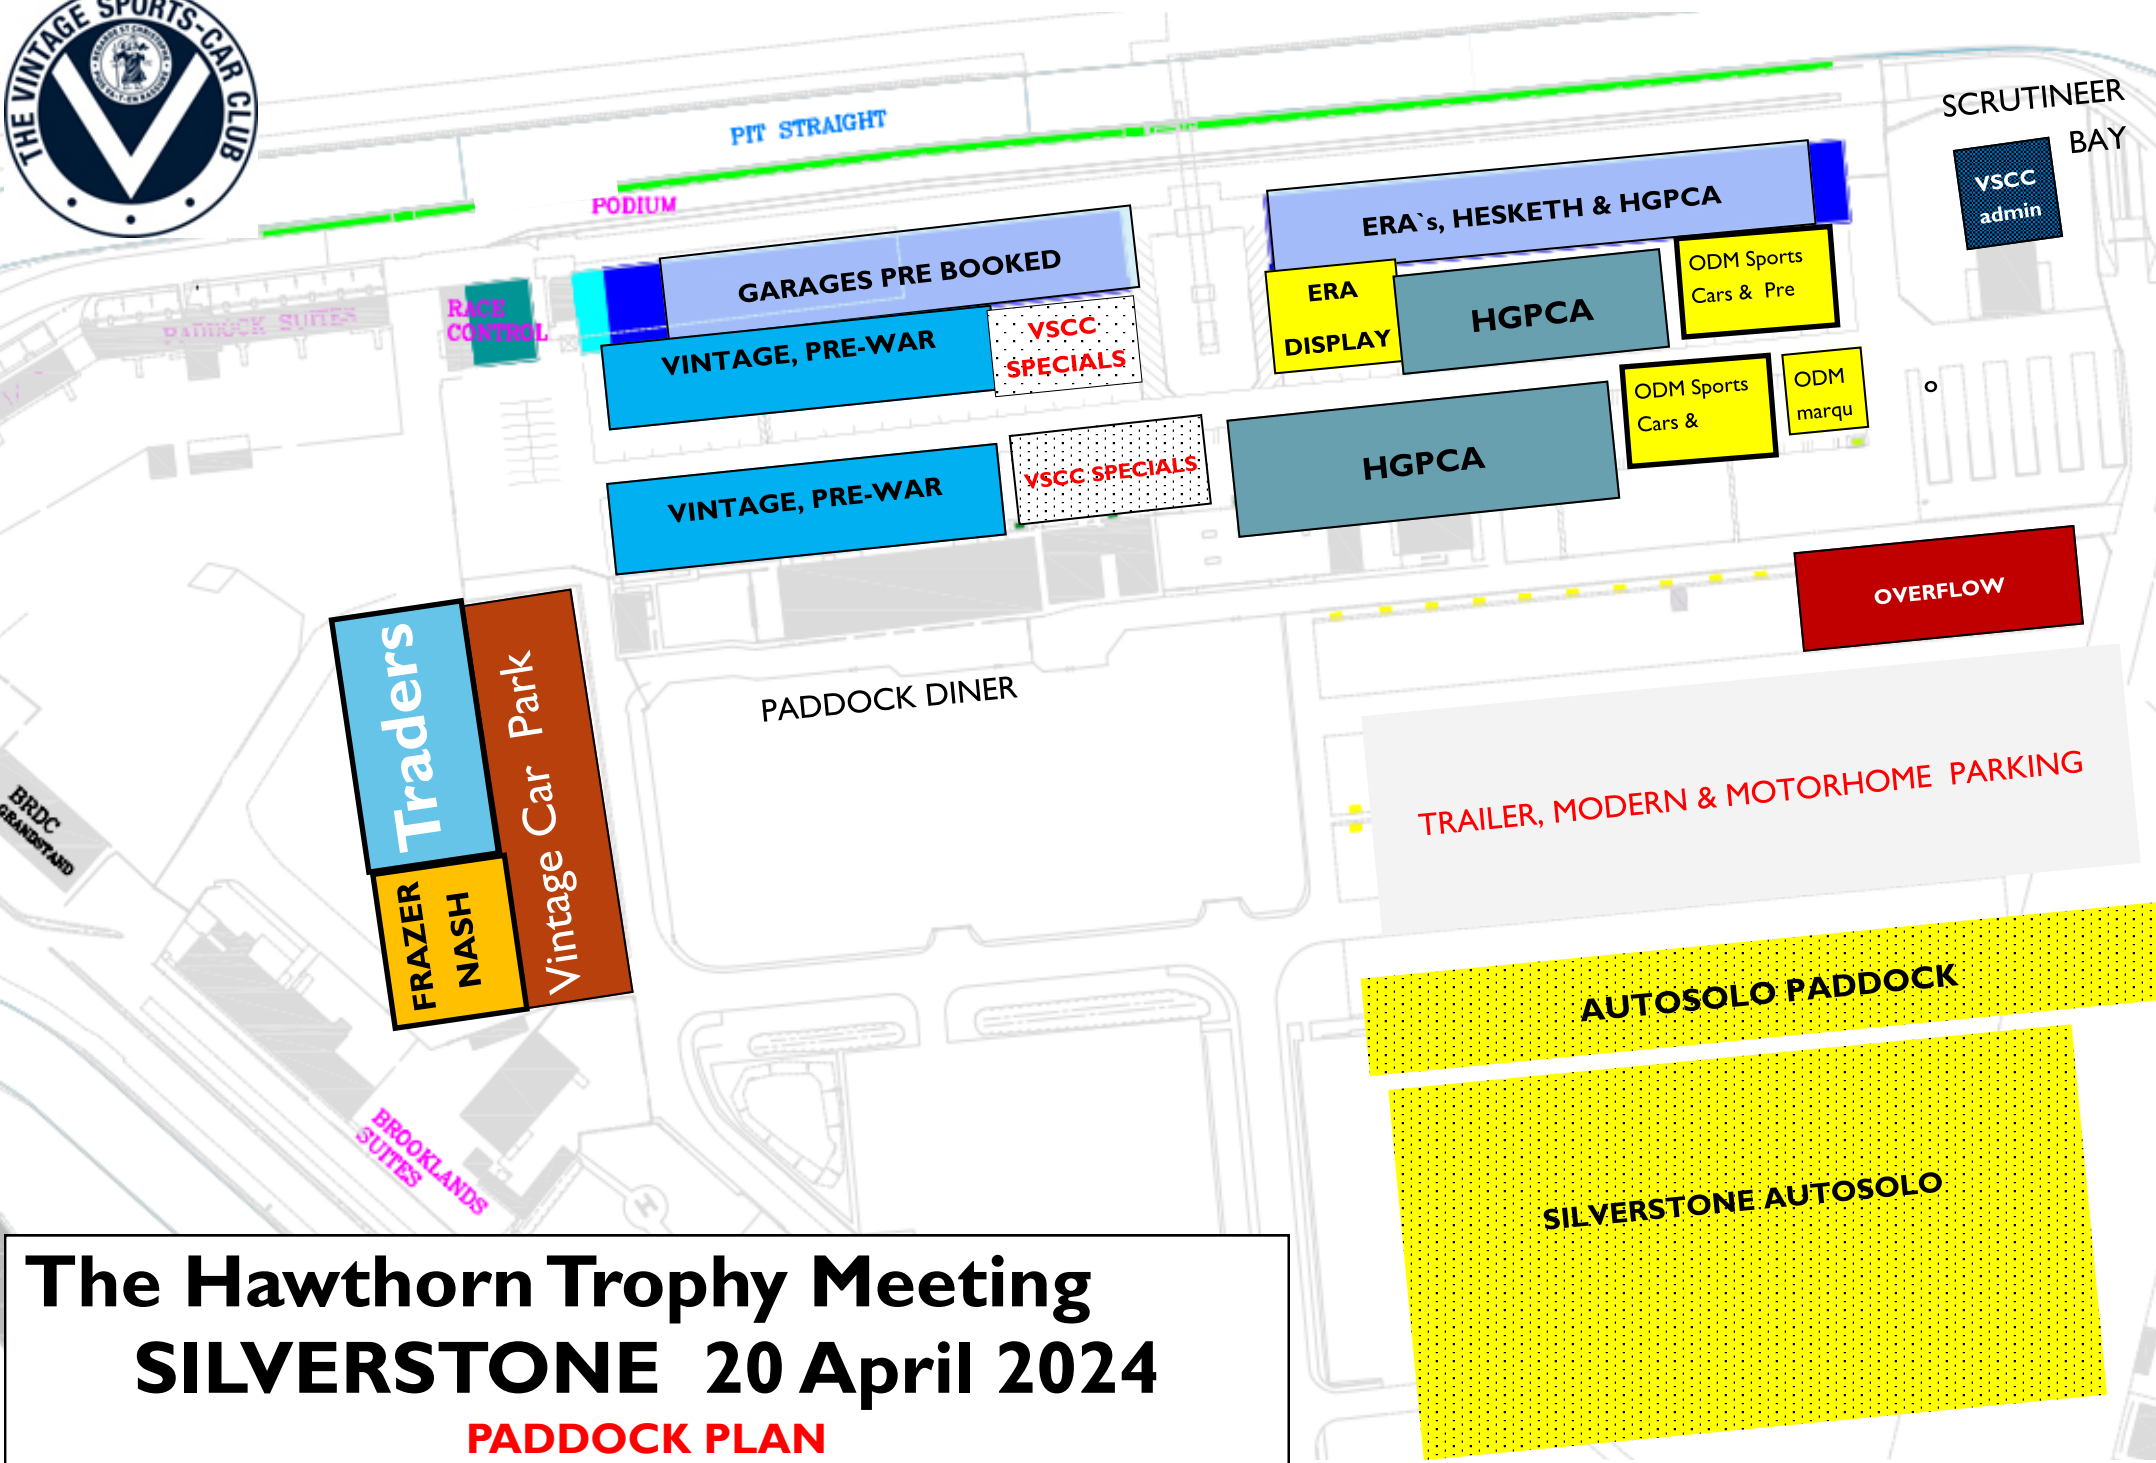 THE VINTAGE SPORTS-CAR CLUB
PIT STRAIGHT
PODIUM
SCRUTINEER
BAY
VSCC
admin
ERA`s, HESKETH & HGPCA
GARAGES PRE BOOKED
ERA
DISPLAY
HGPCA
ODM Sports
Cars & Pre
PADDOCK SUITES
RACE
CONTROL
VINTAGE, PRE-WAR
VSCC
SPECIALS
ODM Sports
Cars &
ODM
marqu
o
HGPCA
VINTAGE, PRE-WAR
VSCC SPECIALS
OVERFLOW
Traders
Vintage Car Park
PADDOCK DINER
TRAILER, MODERN & MOTORHOME PARKING
BRDC
GRANDSTAND
FRAZER
NASH
AUTOSOLO PADDOCK
SILVERSTONE AUTOSOLO
BROOKLANDS
SUITES
H
The Hawthorn Trophy Meeting
SILVERSTONE 20 April 2024
PADDOCK PLAN